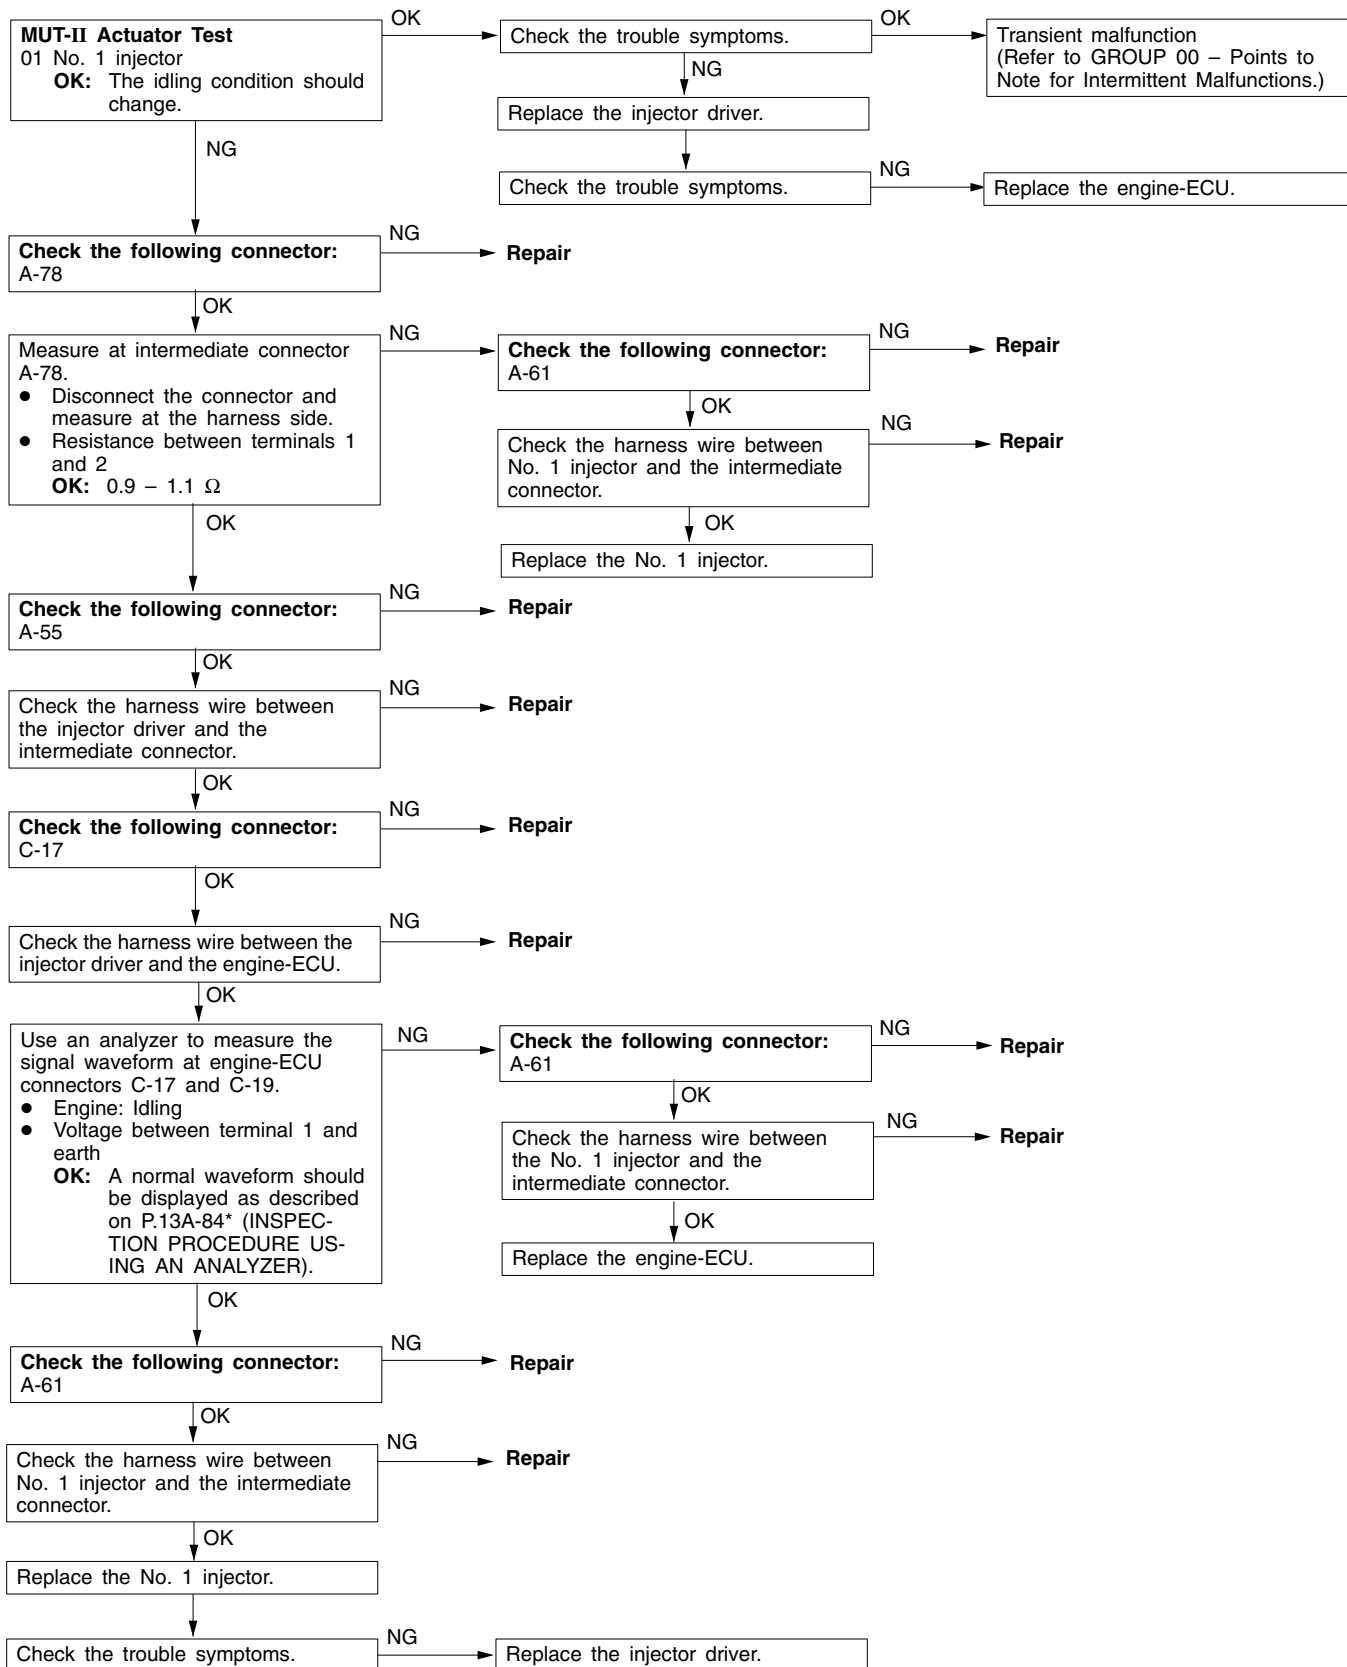 MUT-II Actuator Test
01 No. 1 injector
OK: The idling condition should
change.
OK
Check the trouble symptoms.
OK
Transient malfunction
(Refer to GROUP 00 – Points to
Note for Intermittent Malfunctions.)
NG
Replace the injector driver.
Check the trouble symptoms.
NG
Replace the engine-ECU.
NG
Check the following connector:
A-78
NG
Repair
OK
Measure at intermediate connector
A-78.
● Disconnect the connector and
measure at the harness side.
● Resistance between terminals 1
and 2
OK: 0.9 – 1.1 Ω
NG
Check the following connector:
A-61
NG
Repair
OK
Check the harness wire between
No. 1 injector and the intermediate
connector.
NG
Repair
OK
Replace the No. 1 injector.
OK
Check the following connector:
A-55
NG
Repair
OK
Check the harness wire between
the injector driver and the
intermediate connector.
NG
Repair
OK
Check the following connector:
C-17
NG
Repair
OK
Check the harness wire between the
injector driver and the engine-ECU.
NG
Repair
OK
Use an analyzer to measure the
signal waveform at engine-ECU
connectors C-17 and C-19.
● Engine: Idling
● Voltage between terminal 1 and
earth
OK: A normal waveform should
be displayed as described
on P.13A-84* (INSPEC-
TION PROCEDURE US-
ING AN ANALYZER).
NG
Check the following connector:
A-61
NG
Repair
OK
Check the harness wire between
the No. 1 injector and the
intermediate connector.
NG
Repair
OK
Replace the engine-ECU.
OK
Check the following connector:
A-61
NG
Repair
OK
Check the harness wire between
No. 1 injector and the intermediate
connector.
NG
Repair
OK
Replace the No. 1 injector.
Check the trouble symptoms.
NG
Replace the injector driver.